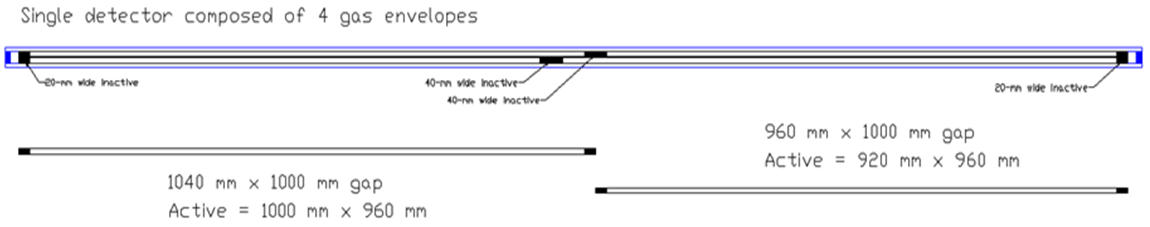 Single detector composed of 4 gas envelopes
20-mm wide inactive
40-mm wide inactive
40-mm wide inactive
20-mm wide inactive
960 mm x 1000 mm gap
Active = 920 mm x 960 mm
1040 mm x 1000 mm gap
Active = 1000 mm x 960 mm